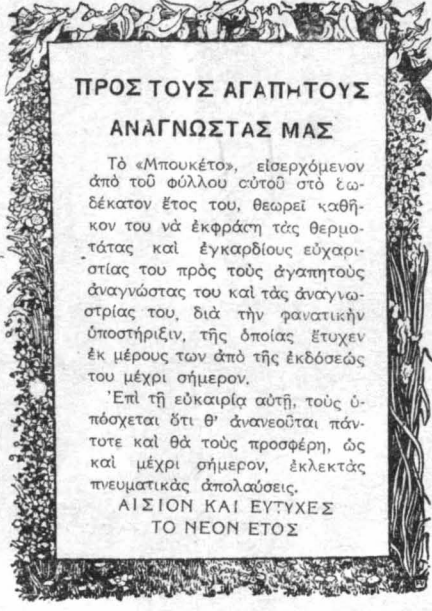 ΠΡΟΣ ΤΟΥΣ ΑΓΑΠΗΤΟΥΣ
ΑΝΑΓΝΩΣΤΑΣ ΜΑΣ
Τὸ «Μπουκέτο», εἰσερχόμενον
ἀπὸ τοῦ φύλλου αὐτοῦ στὸ δω-
δέκατον ἔτος του, θεωρεῖ καθῆ-
κον του νὰ ἐκφράση τὰς θερμο-
τάτας καὶ ἐγκαρδίους εὐχαρι-
στίας του πρὸς τοὺς ἀγαπητοὺς
ἀναγνώστας του καὶ τὰς ἀναγνω-
στρίας του, διὰ τὴν φανατικὴν
ὑποστήριξιν, τῆς ὁποίας ἔτυχεν
ἐκ μέρους των ἀπὸ τῆς ἐκδόσεώς
του μέχρι σήμερον.
Ἐπὶ τῇ εὐκαιρίᾳ αὐτῇ, τοὺς ὑ-
πόσχεται ὅτι θ' ἀνανεοῦται πάν-
τοτε καὶ θὰ τοὺς προσφέρη, ὡς
καὶ μέχρι σήμερον, ἐκλεκτὰς
πνευματικὰς ἀπολαύσεις.
ΑΙΣΙΟΝ ΚΑΙ ΕΥΤΥΧΕΣ
ΤΟ ΝΕΟΝ ΕΤΟΣ